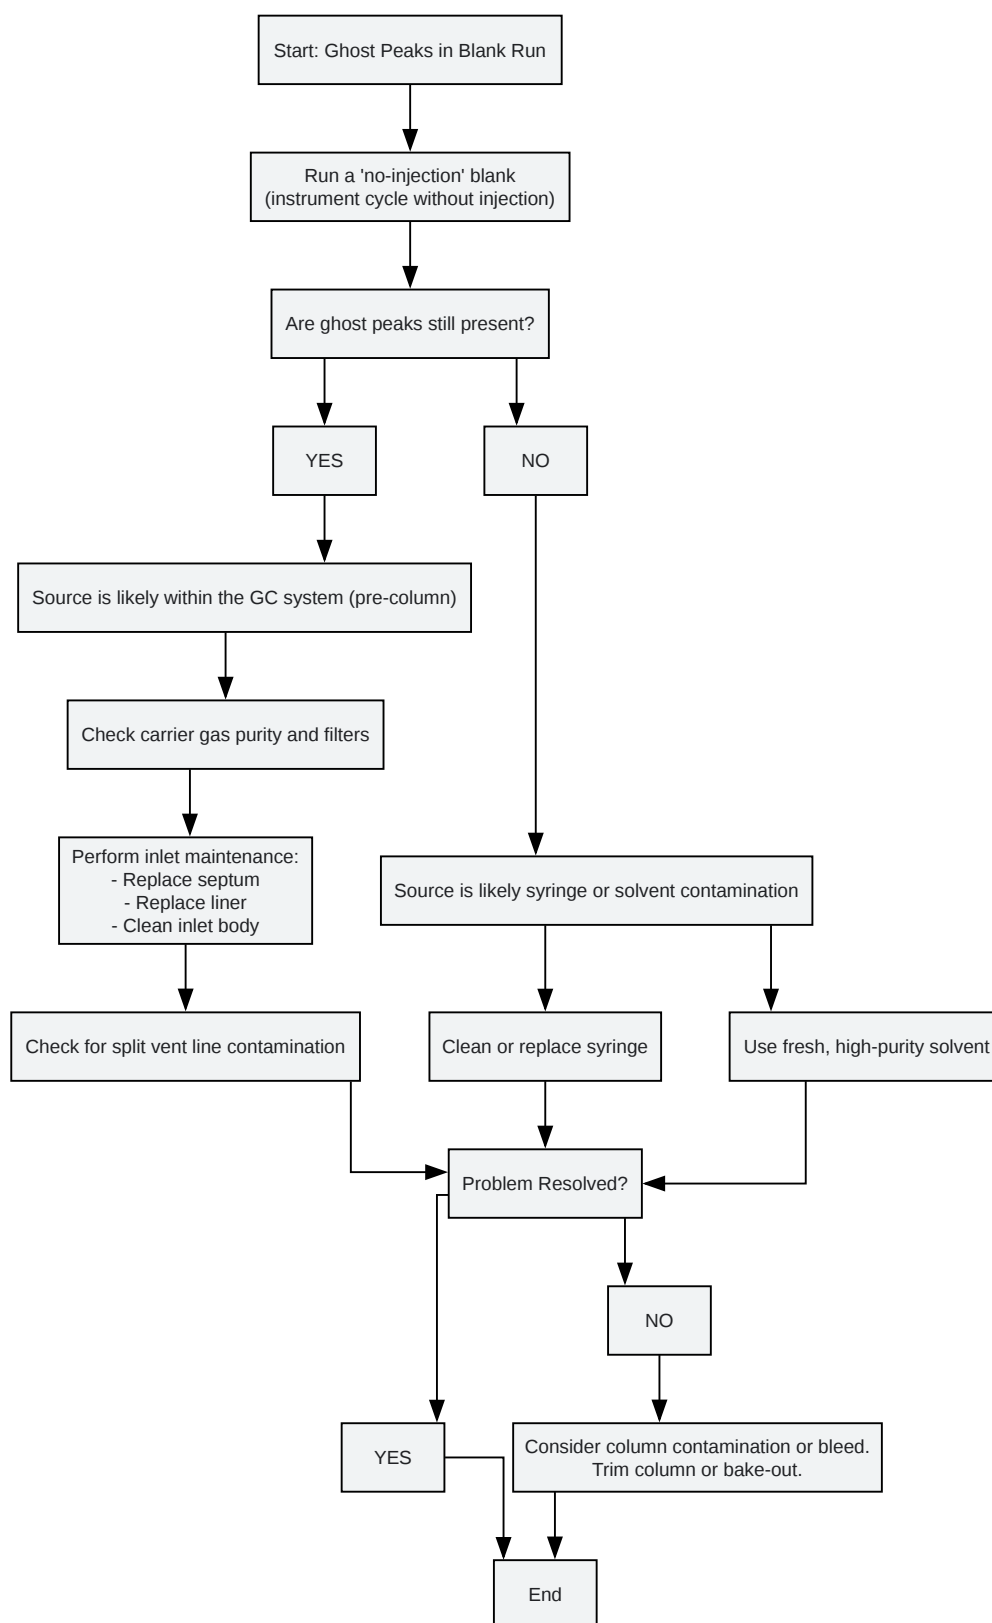 Start: Ghost Peaks in Blank Run
Run a 'no-injection' blank
(instrument cycle without injection)
Are ghost peaks still present?
YES
NO
Source is likely within the GC system (pre-column)
Check carrier gas purity and filters
Perform inlet maintenance:
- Replace septum
- Replace liner
- Clean inlet body
Source is likely syringe or solvent contamination
Check for split vent line contamination
Clean or replace syringe
Use fresh, high-purity solvent
Problem Resolved?
NO
YES
Consider column contamination or bleed.
Trim column or bake-out.
End